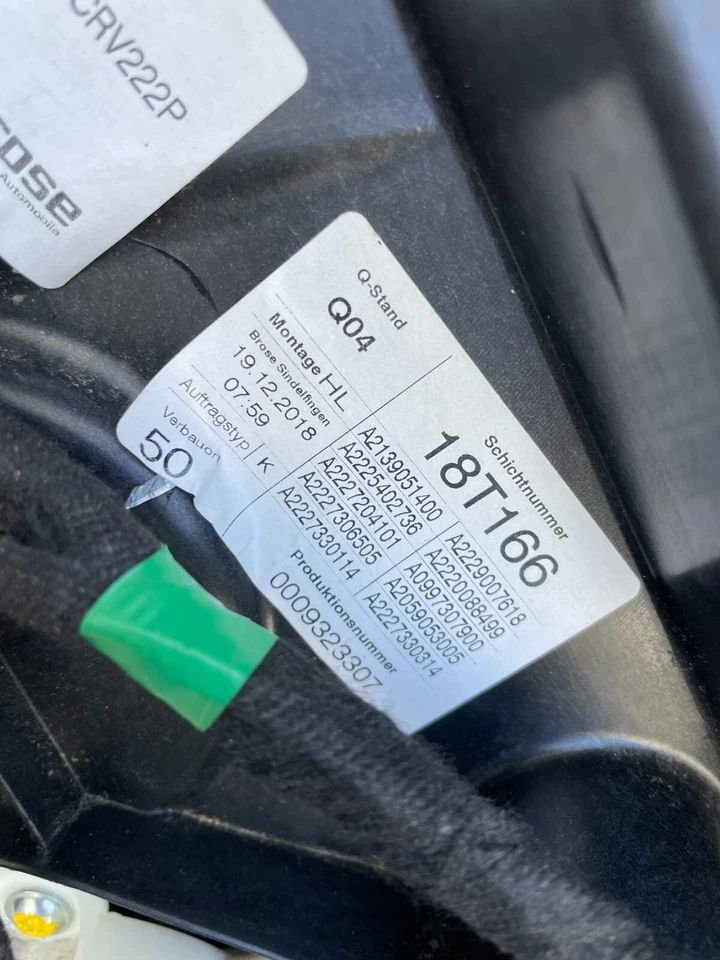 CRV222P
ose
Automobile
Q-Stand
Q04
Schichtnummer
18T166
Montage HL
Brose Sindelfingen
19.12.2018
07:59
Auftragstyp K
Verbauort
50
A2139051400
A2225402736
A2227204101
A2227306505
A2227330114
A2229007618
A2220088499
A0997307900
A2059053005
A2227330314
Produktionsnummer
0009323307